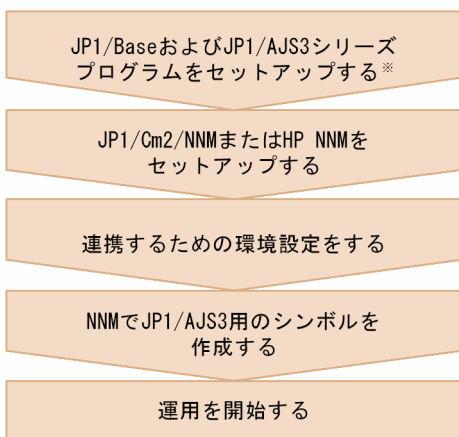 JP1/BaseおよびJP1/AJS3シリーズ
プログラムをセットアップする※
JP1/Cm2/NNMまたはHP NNMを
セットアップする
連携するための環境設定をする
NNMでJP1/AJS3用のシンボルを
作成する
運用を開始する